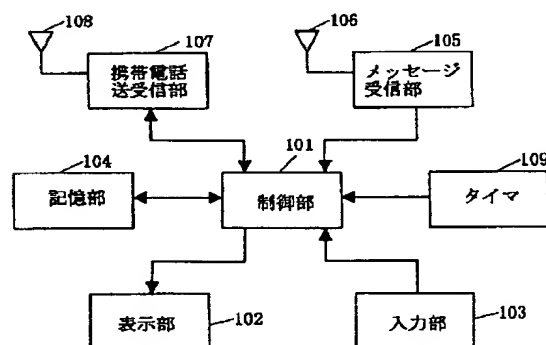 108
107
携帯電話
送受信部
106
105
メッセージ
受信部
101
制御部
104
記憶部
109
タイマ
表示部
102
入力部
103